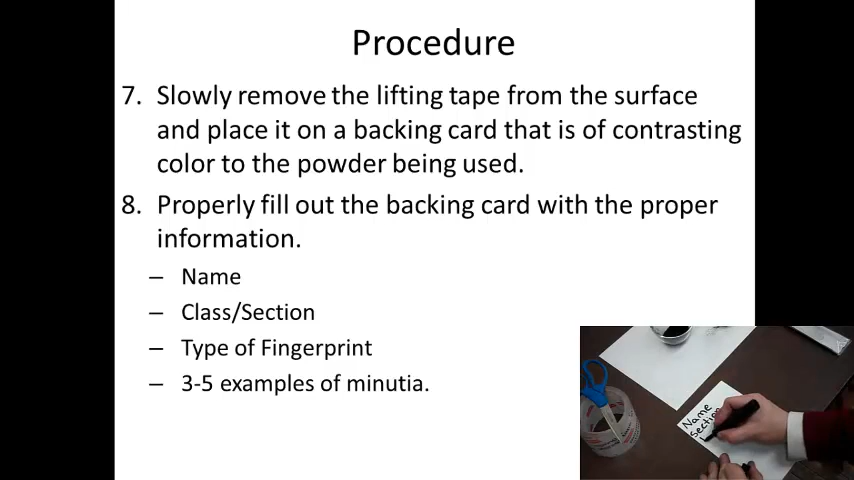 Procedure
7. Slowly remove the lifting tape from the surface
and place it on a backing card that is of contrasting
color to the powder being used.
8. Properly fill out the backing card with the proper
information.
– Name
– Class/Section
– Type of Fingerprint
– 3-5 examples of minutia.
Name
Section